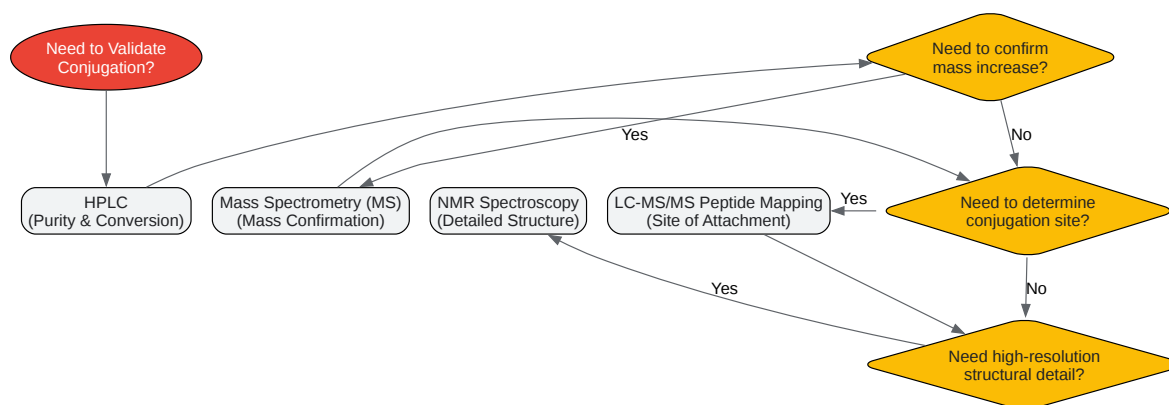 Need to Validate
Conjugation?
Need to confirm
mass increase?
Yes
No
HPLC
(Purity & Conversion)
Mass Spectrometry (MS)
(Mass Confirmation)
NMR Spectroscopy
(Detailed Structure)
LC-MS/MS Peptide Mapping
(Site of Attachment)
Yes
Need to determine
conjugation site?
Yes
No
Need high-resolution
structural detail?